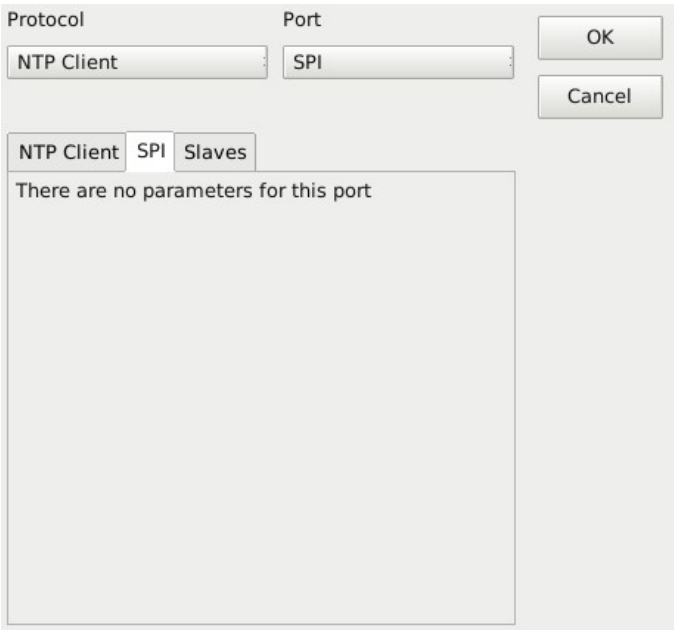 Protocol Port
NTP Client SPI
OK
Cancel
NTP Client SPI Slaves
There are no parameters for this port